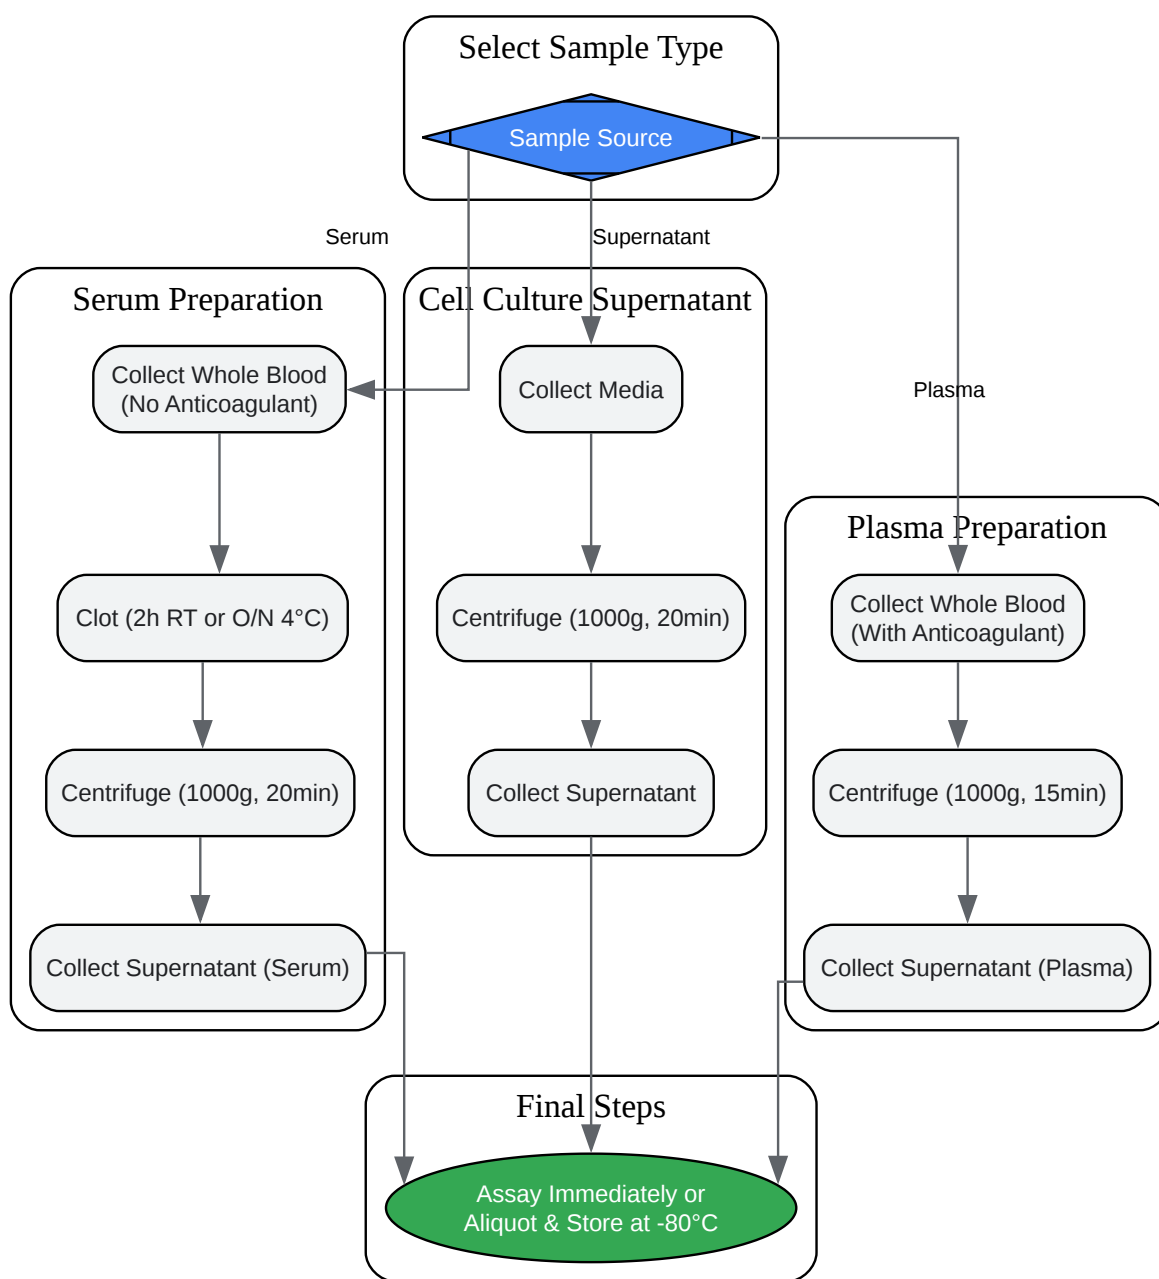 Select Sample Type
Sample Source
Serum
Supernatant
Plasma
Serum Preparation
Collect Whole Blood
(No Anticoagulant)
Clot (2h RT or O/N 4°C)
Centrifuge (1000g, 20min)
Collect Supernatant (Serum)
Cell Culture Supernatant
Collect Media
Centrifuge (1000g, 20min)
Collect Supernatant
Plasma Preparation
Collect Whole Blood
(With Anticoagulant)
Centrifuge (1000g, 15min)
Collect Supernatant (Plasma)
Final Steps
Assay Immediately or
Aliquot & Store at -80°C